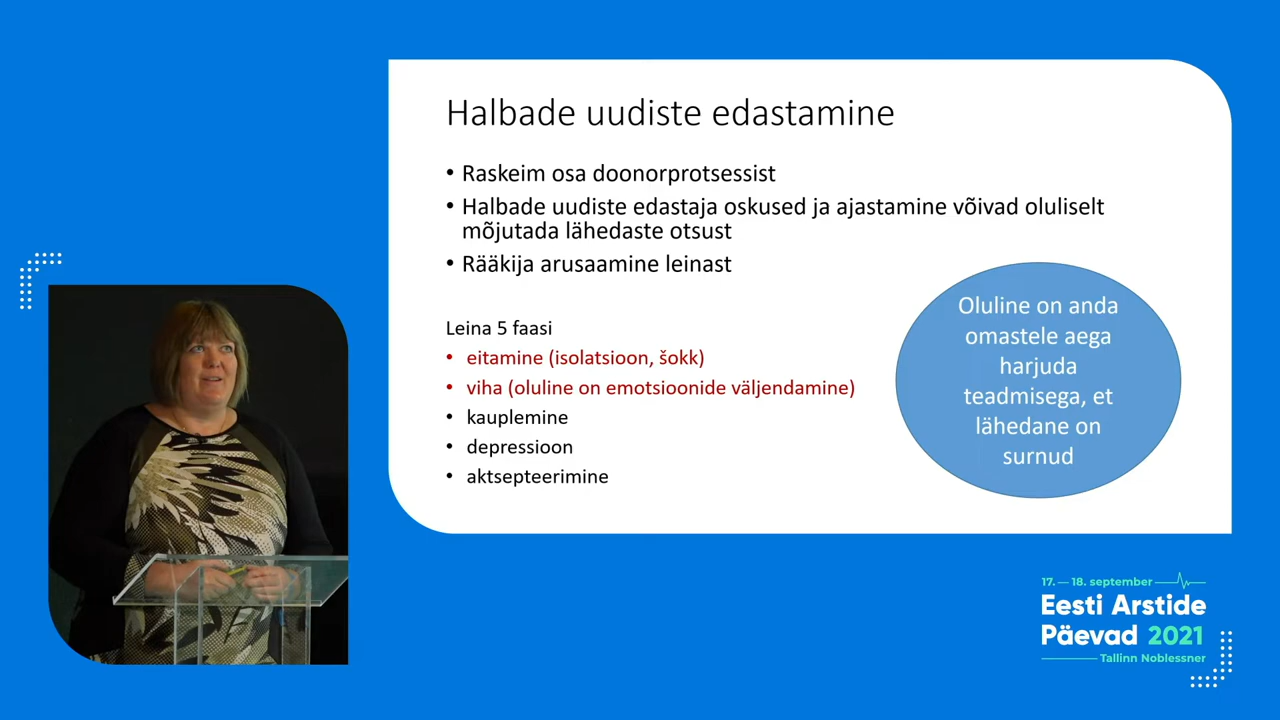 Halbade uudiste edastamine
• Raskeim osa doonorprotsessist
• Halbade uudiste edastaja oskused ja ajastamine võivad oluliselt
mõjutada lähedaste otsust
• Rääkija arusaamine leinast
Leina 5 faasi
• eitamine (isolatsioon, šokk)
• viha (oluline on emotsioonide väljendamine)
• kauplemine
• depressioon
• aktsepteerimine
Oluline on anda
omastele aega
harjuda
teadmisega, et
lähedane on
surnud
17. — 18. september
Eesti Arstide
Päevad 2021
Tallinn Noblessner